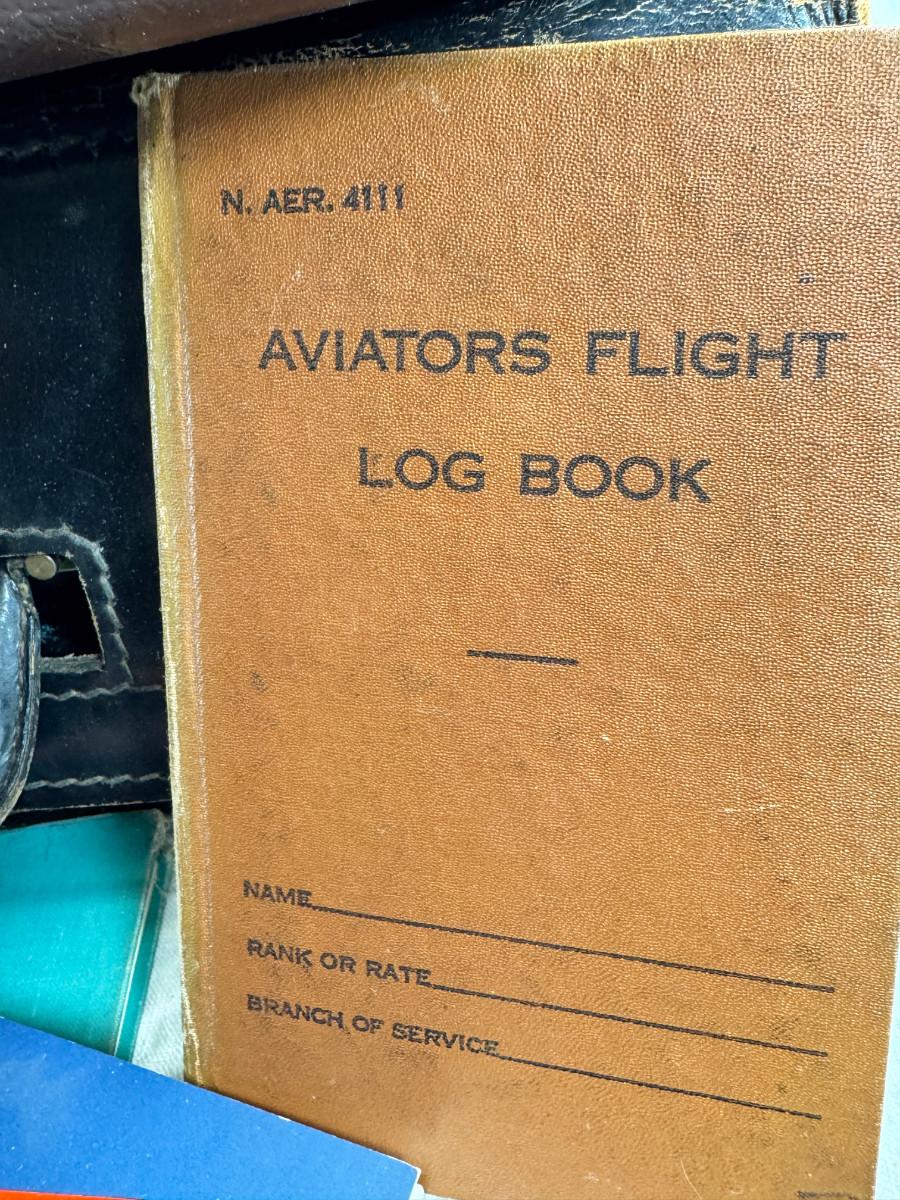 N. AER. 4111
AVIATORS FLIGHT
LOG BOOK
NAME
RANK OR RATE
BRANCH OF SERVICE